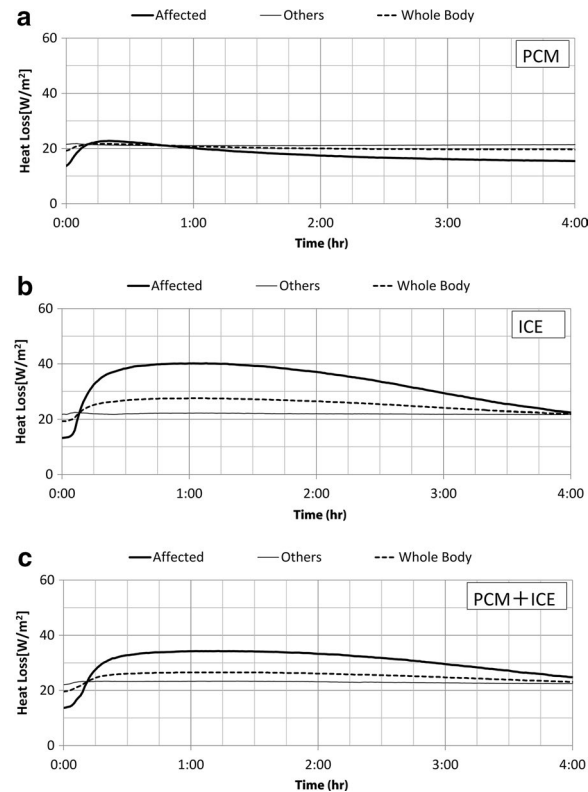 a
Affected Others Whole Body
PCM
60
40
20
0
Heat Loss[W/m²]
0:00 1:00 2:00 3:00 4:00
Time (hr)
b
Affected Others Whole Body
ICE
60
40
20
0
Heat Loss[W/m²]
0:00 1:00 2:00 3:00 4:00
Time (hr)
c
Affected Others Whole Body
PCM+ICE
60
40
20
0
Heat Loss[W/m²]
0:00 1:00 2:00 3:00 4:00
Time (hr)